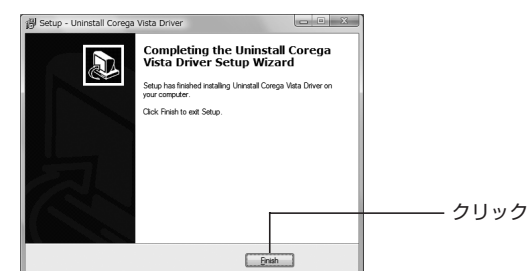 Setup - Uninstall Corega Vista Driver
Completing the Uninstall Corega
Vista Driver Setup Wizard
Setup has finished installing Uninstall Corega Vista Driver on
your computer.
Click Finish to exit Setup.
クリック
Finish